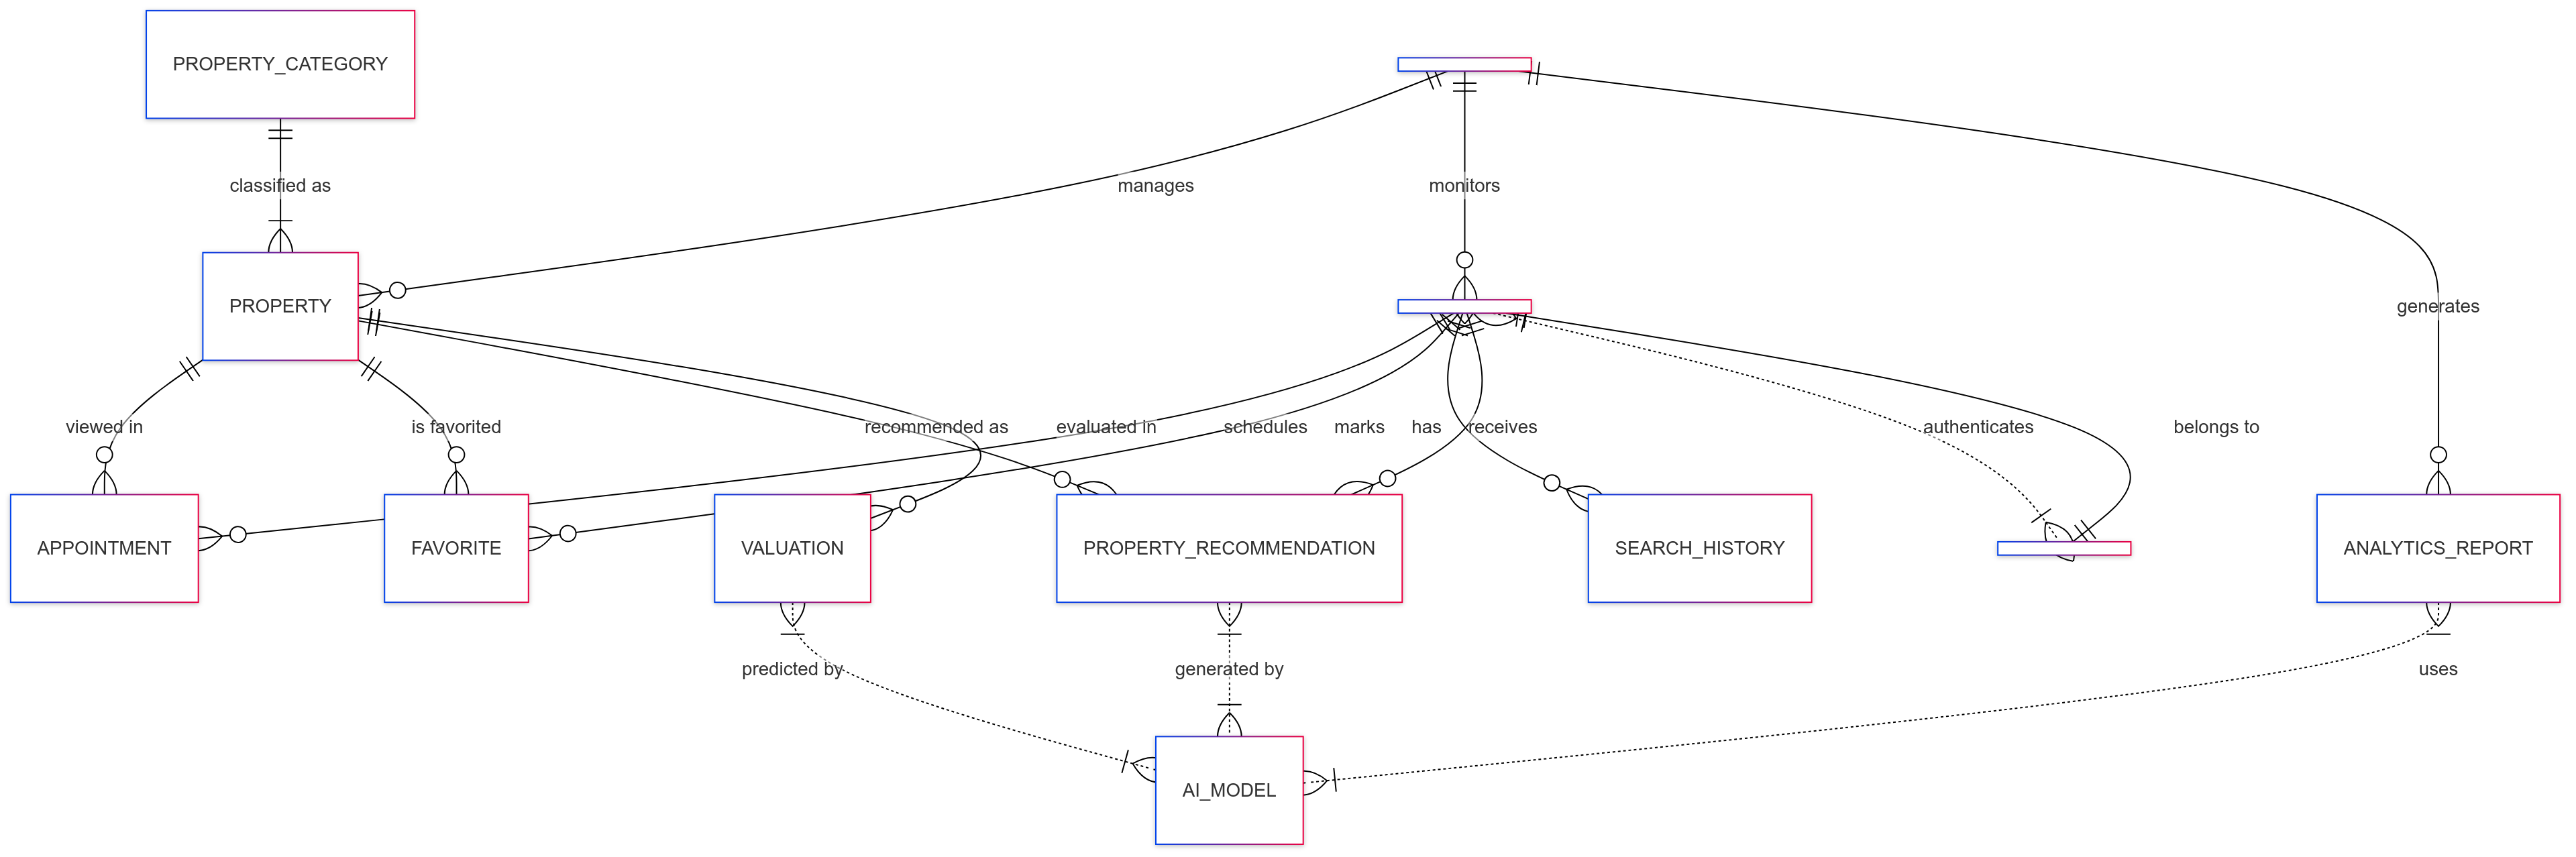 PROPERTY_CATEGORY
classified as
manages
monitors
PROPERTY
generates
viewed in
is favorited
recommended as
evaluated in
schedules
marks
has
receives
authenticates
belongs to
APPOINTMENT
FAVORITE
VALUATION
PROPERTY_RECOMMENDATION
SEARCH_HISTORY
ANALYTICS_REPORT
predicted by
generated by
uses
AI_MODEL